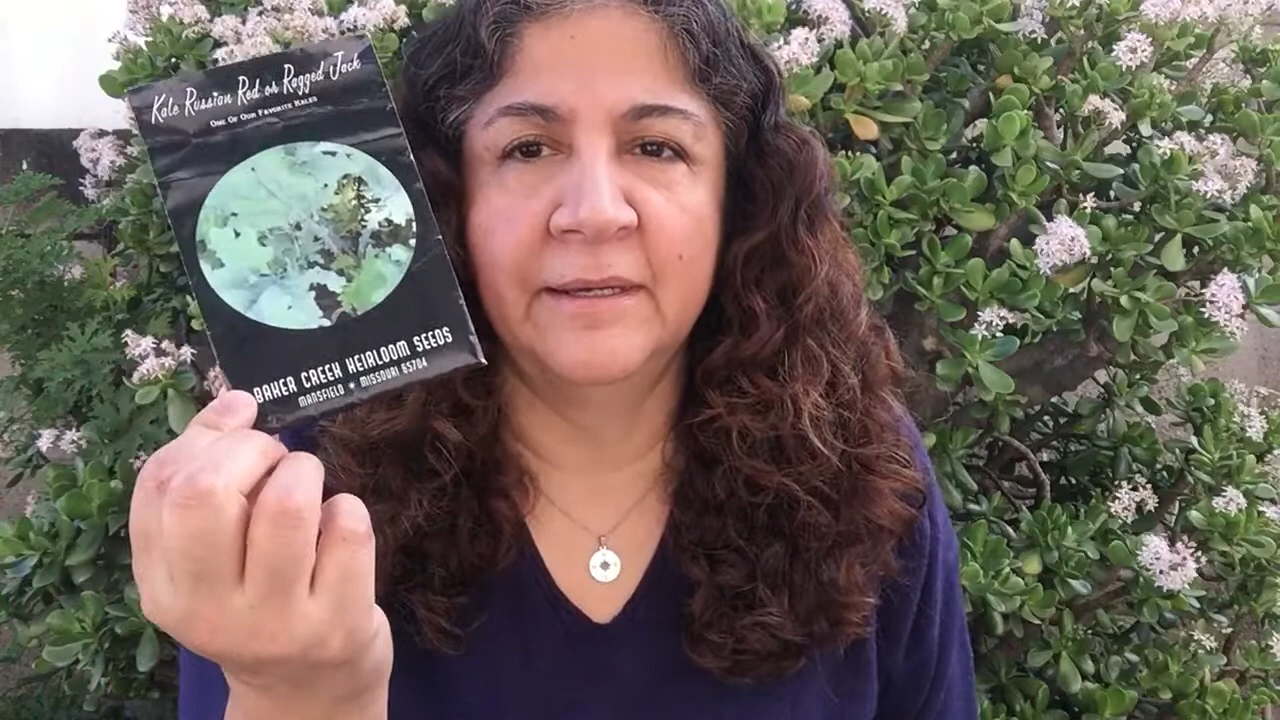 Kale Russian Red or Ragged Jack
One Of Our Favorite Kales
BAKER CREEK HEIRLOOM SEEDS
MANSFIELD * MISSOURI 65704